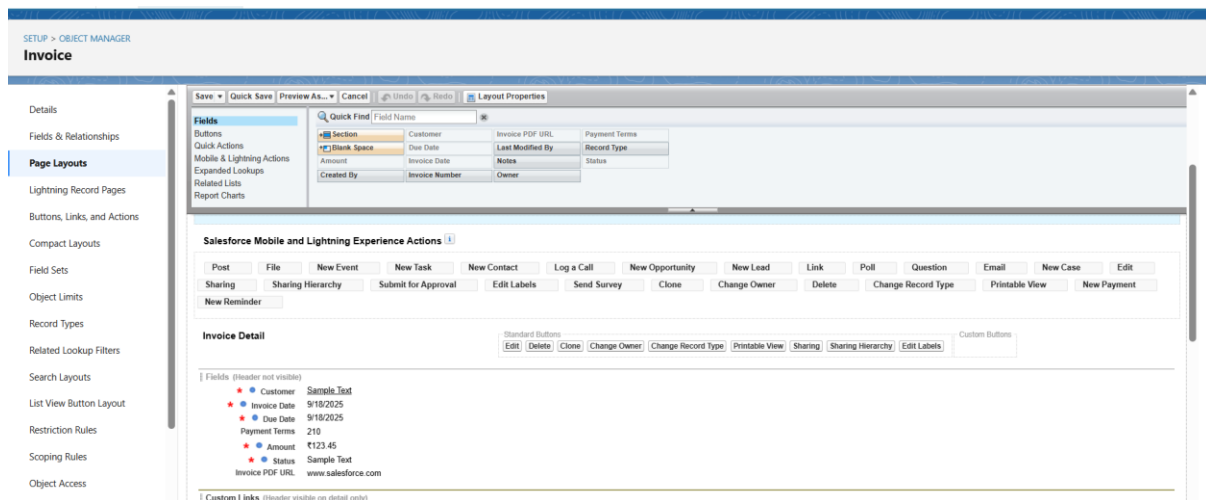 SETUP > OBJECT MANAGER
Invoice
Details
Fields & Relationships
Page Layouts
Lightning Record Pages
Buttons, Links, and Actions
Compact Layouts
Field Sets
Object Limits
Record Types
Related Lookup Filters
Search Layouts
List View Button Layout
Restriction Rules
Scoping Rules
Object Access
Save Quick Save Preview As... Cancel Undo Redo Layout Properties
Fields
Buttons
Quick Actions
Mobile & Lightning Actions
Expanded Lookups
Related Lists
Report Charts
Quick Find Field Name
Section Customer Invoice PDF URL Payment Terms
Blank Space Due Date Last Modified By Record Type
Amount Invoice Date Notes Status
Created By Invoice Number Owner
Salesforce Mobile and Lightning Experience Actions i
Post File New Event New Task New Contact Log a Call New Opportunity New Lead Link Poll Question Email New Case Edit
Sharing Sharing Hierarchy Submit for Approval Edit Labels Send Survey Clone Change Owner Delete Change Record Type Printable View New Payment
New Reminder
Invoice Detail
Standard Buttons
Edit Delete Clone Change Owner Change Record Type Printable View Sharing Sharing Hierarchy Edit Labels
Custom Buttons
Fields (Header not visible)
* Customer Sample Text
* Invoice Date 9/18/2025
* Due Date 9/18/2025
Payment Terms 210
* Amount ₹123.45
* Status Sample Text
Invoice PDF URL www.salesforce.com
Custom Links (Header visible on detail only)